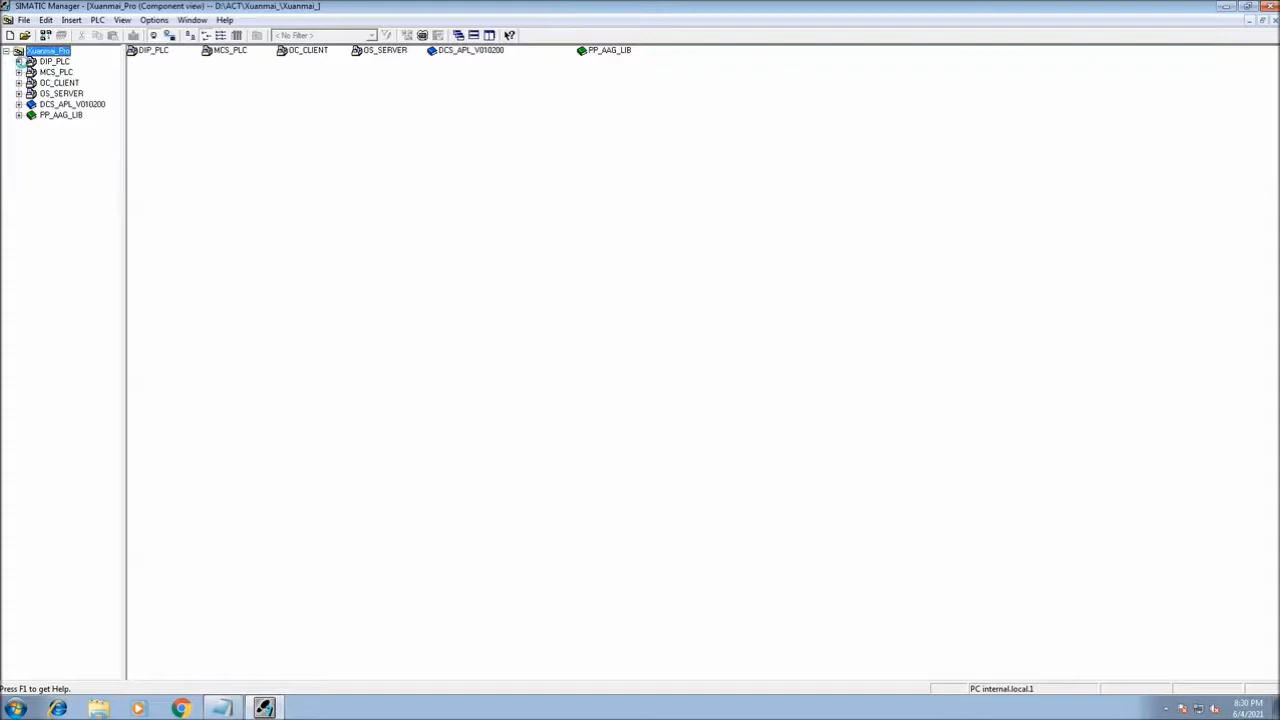 SIMATIC Manager - [Xuanmai_Pro (Component view) -- D:\ACT\Xuanmai_\Xuanmai_]
File Edit Insert PLC View Options Window Help
< No Filter >
Xuanmai_Pro
DIP_PLC
MCS_PLC
OC_CLIENT
OS_SERVER
DCS_APL_V010200
PP_AAG_LIB
DIP_PLC MCS_PLC OC_CLIENT OS_SERVER DCS_APL_V010200 PP_AAG_LIB
Press F1 to get Help.
PC internal.local.1
8:30 PM
6/4/2021